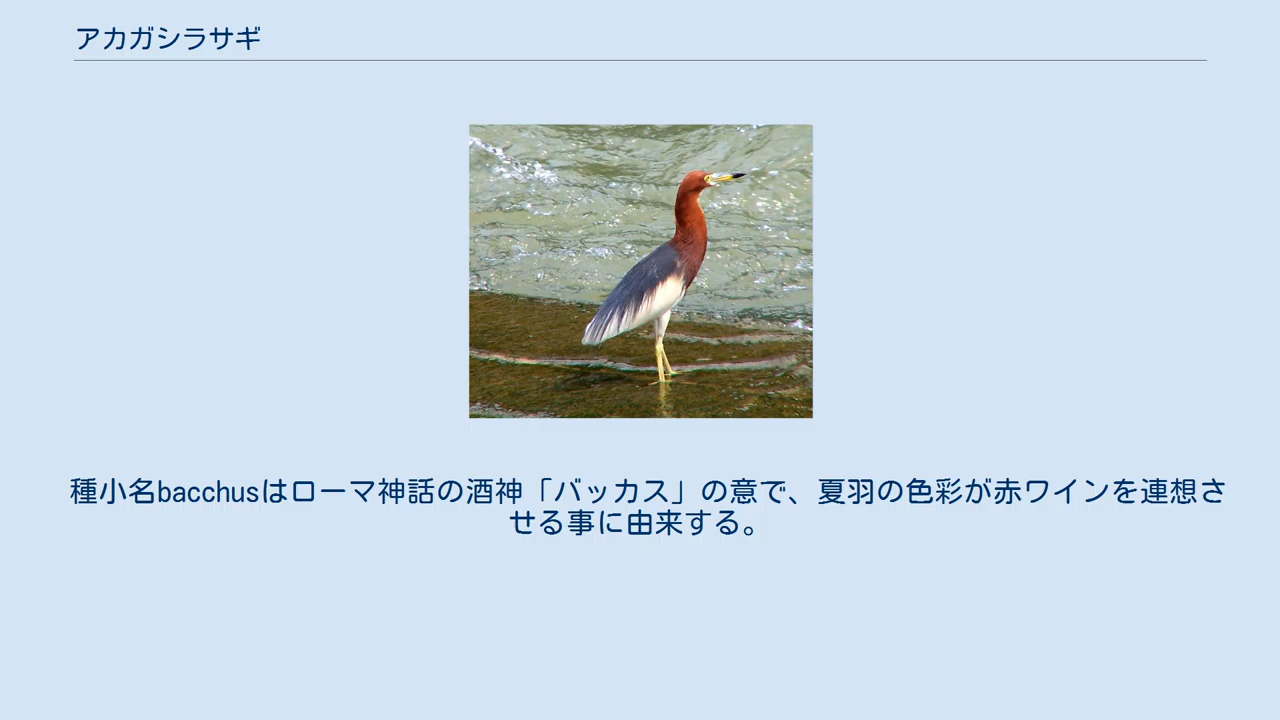 アカガシラサギ
種小名bacchusはローマ神話の酒神「バッカス」の意で、夏羽の色彩が赤ワインを連想さ
せる事に由来する。